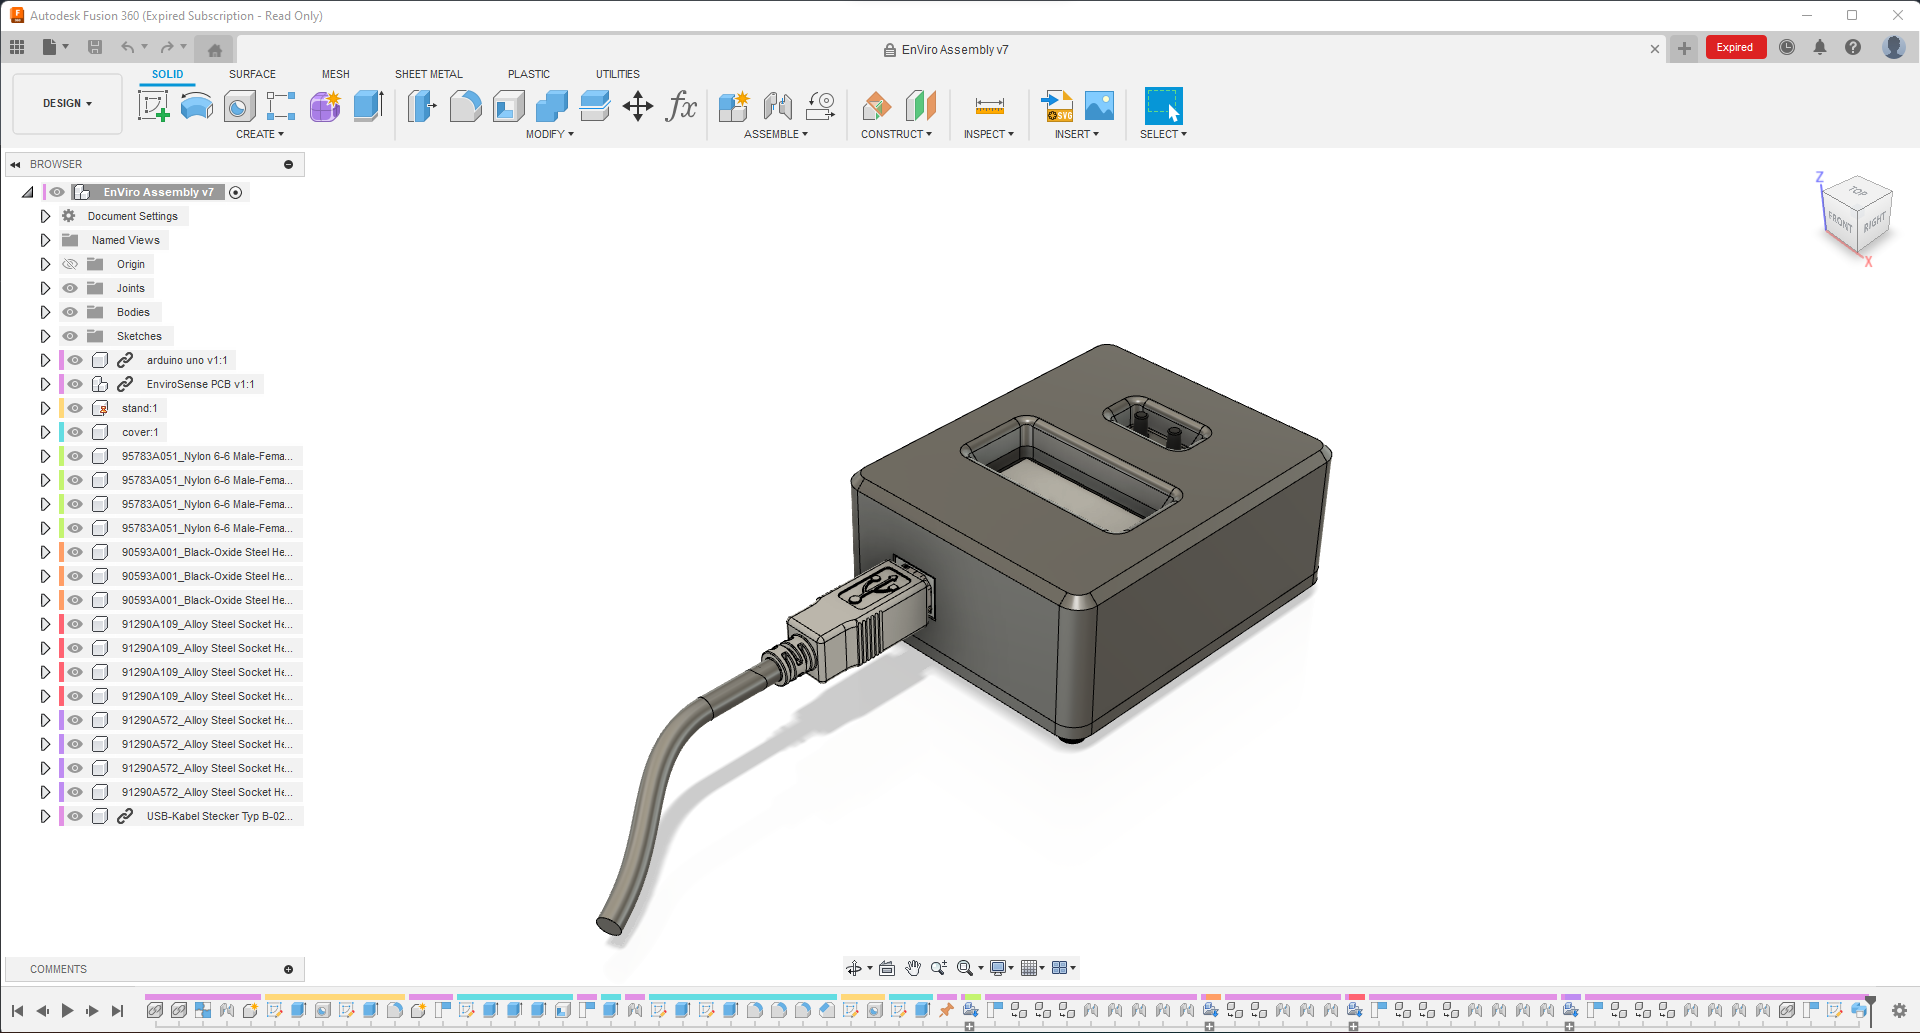 Autodesk Fusion 360 (Expired Subscription - Read Only)
EnViro Assembly v7
Expired
DESIGN
SOLID
SURFACE
MESH
SHEET METAL
PLASTIC
UTILITIES
CREATE
MODIFY
ASSEMBLE
CONSTRUCT
INSPECT
INSERT
SELECT
fx
SVG
BROWSER
EnViro Assembly v7
Document Settings
Named Views
Origin
Joints
Bodies
Sketches
arduino uno v1:1
EnviroSense PCB v1:1
stand:1
cover:1
95783A051_Nylon 6-6 Male-Fema...
95783A051_Nylon 6-6 Male-Fema...
95783A051_Nylon 6-6 Male-Fema...
95783A051_Nylon 6-6 Male-Fema...
90593A001_Black-Oxide Steel He...
90593A001_Black-Oxide Steel He...
90593A001_Black-Oxide Steel He...
91290A109_Alloy Steel Socket He...
91290A109_Alloy Steel Socket He...
91290A109_Alloy Steel Socket He...
91290A109_Alloy Steel Socket He...
91290A572_Alloy Steel Socket He...
91290A572_Alloy Steel Socket He...
91290A572_Alloy Steel Socket He...
91290A572_Alloy Steel Socket He...
USB-Kabel Stecker Typ B-02...
Z
TOP
FRONT
RIGHT
X
COMMENTS